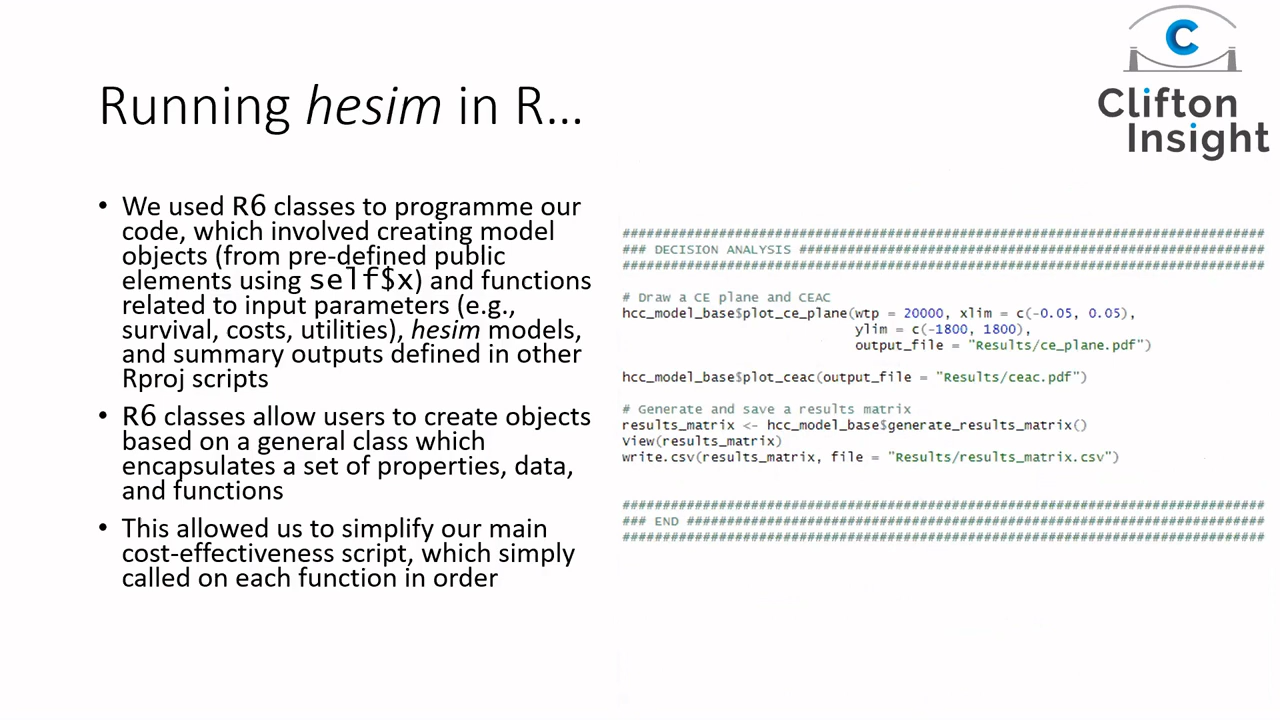 C
Clifton
Insight
Running hesim in R...
• We used R6 classes to programme our
code, which involved creating model
objects (from pre-defined public
elements using self$x) and functions
related to input parameters (e.g.,
survival, costs, utilities), hesim models,
and summary outputs defined in other
Rproj scripts
• R6 classes allow users to create objects
based on a general class which
encapsulates a set of properties, data,
and functions
• This allowed us to simplify our main
cost-effectiveness script, which simply
called on each function in order
################################################################################
### DECISION ANALYSIS ##########################################################
################################################################################
# Draw a CE plane and CEAC
hcc_model_base$plot_ce_plane(wtp = 20000, xlim = c(-0.05, 0.05),
ylim = c(-1800, 1800),
output_file = "Results/ce_plane.pdf")
hcc_model_base$plot_ceac(output_file = "Results/ceac.pdf")
# Generate and save a results matrix
results_matrix <- hcc_model_base$generate_results_matrix()
View(results_matrix)
write.csv(results_matrix, file = "Results/results_matrix.csv")
################################################################################
### END ########################################################################
################################################################################